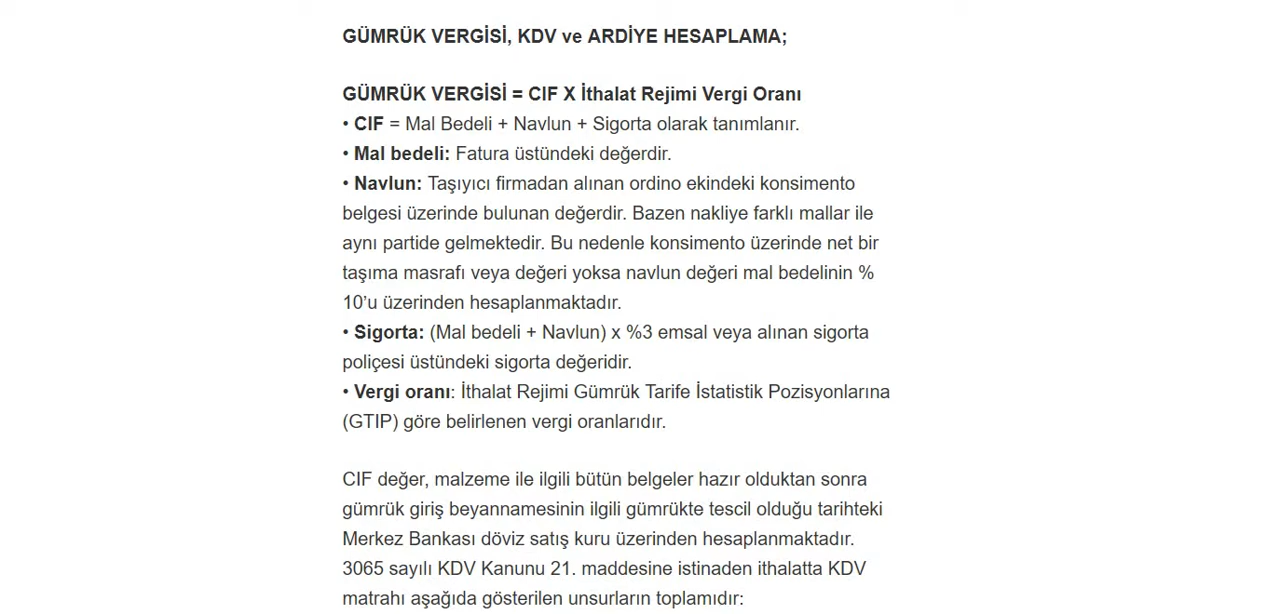 GÜMRÜK VERGİSİ, KDV ve ARDİYE HESAPLAMA;
GÜMRÜK VERGİSİ = CIF X İthalat Rejimi Vergi Oranı
• CIF = Mal Bedeli + Navlun + Sigorta olarak tanımlanır.
• Mal bedeli: Fatura üstündeki değerdir.
• Navlun: Taşıyıcı firmadan alınan ordino ekindeki konsimento
belgesi üzerinde bulunan değerdir. Bazen nakliye farklı mallar ile
aynı partide gelmektedir. Bu nedenle konsimento üzerinde net bir
taşıma masrafı veya değeri yoksa navlun değeri mal bedelinin %
10’u üzerinden hesaplanmaktadır.
• Sigorta: (Mal bedeli + Navlun) x %3 emsal veya alınan sigorta
poliçesi üstündeki sigorta değeridir.
• Vergi oranı: İthalat Rejimi Gümrük Tarife İstatistik Pozisyonlarına
(GTIP) göre belirlenen vergi oranlarıdır.
CIF değer, malzeme ile ilgili bütün belgeler hazır olduktan sonra
gümrük giriş beyannamesinin ilgili gümrükte tescil olduğu tarihteki
Merkez Bankası döviz satış kuru üzerinden hesaplanmaktadır.
3065 sayılı KDV Kanunu 21. maddesine istinaden ithalatta KDV
matrahı aşağıda gösterilen unsurların toplamıdır: